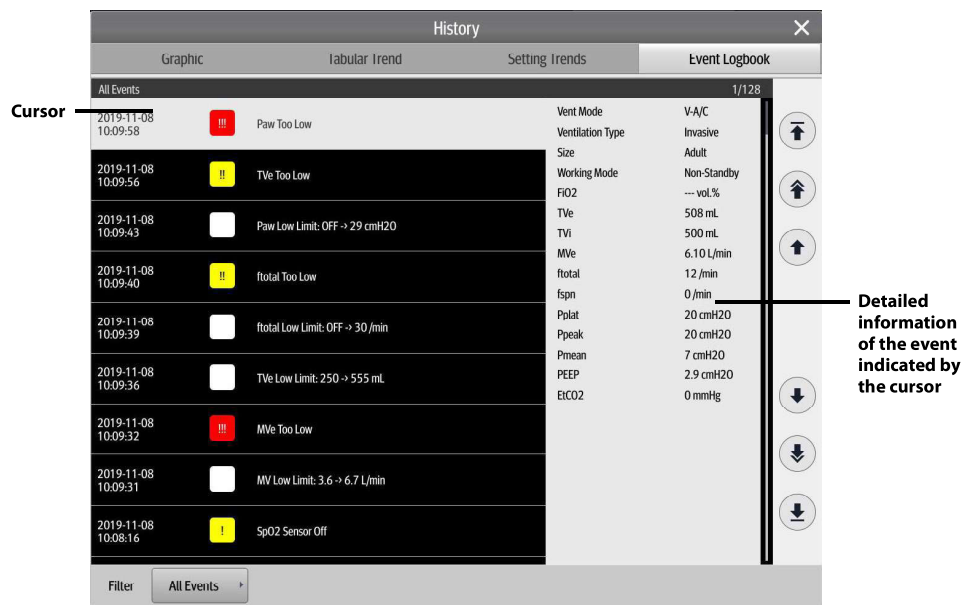 History
Graphic Tabular Trend Setting Trends Event Logbook
All Events 1/128
Cursor
2019-11-08
10:09:58
!!! Paw Too Low
2019-11-08
10:09:56
!! TVe Too Low
2019-11-08
10:09:43
Paw Low Limit: OFF -> 29 cmH2O
2019-11-08
10:09:40
!! ftotal Too Low
2019-11-08
10:09:39
ftotal Low Limit: OFF -> 30 /min
2019-11-08
10:09:36
TVe Low Limit: 250 -> 555 mL
2019-11-08
10:09:32
!!! MVe Too Low
2019-11-08
10:09:31
MV Low Limit: 3.6 -> 6.7 L/min
2019-11-08
10:08:16
! SpO2 Sensor Off
Vent Mode V-A/C
Ventilation Type Invasive
Size Adult
Working Mode Non-Standby
FiO2 --- vol.%
TVe 508 mL
TVi 500 mL
MVe 6.10 L/min
ftotal 12 /min
fspn 0 /min
Pplat 20 cmH2O
Ppeak 20 cmH2O
Pmean 7 cmH2O
PEEP 2.9 cmH2O
EtCO2 0 mmHg
Detailed
information
of the event
indicated by
the cursor
Filter All Events